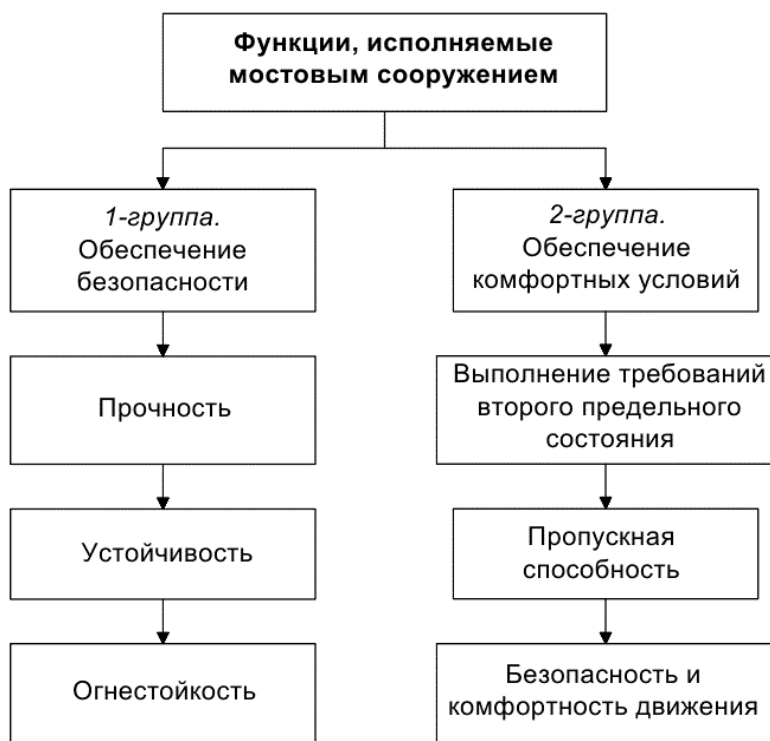 Функции, исполняемые
мостовым сооружением
1-группа.
Обеспечение
безопасности
2-группа.
Обеспечение
комфортных условий
Прочность
Выполнение требований
второго предельного
состояния
Устойчивость
Пропускная
способность
Огнестойкость
Безопасность и
комфортность движения